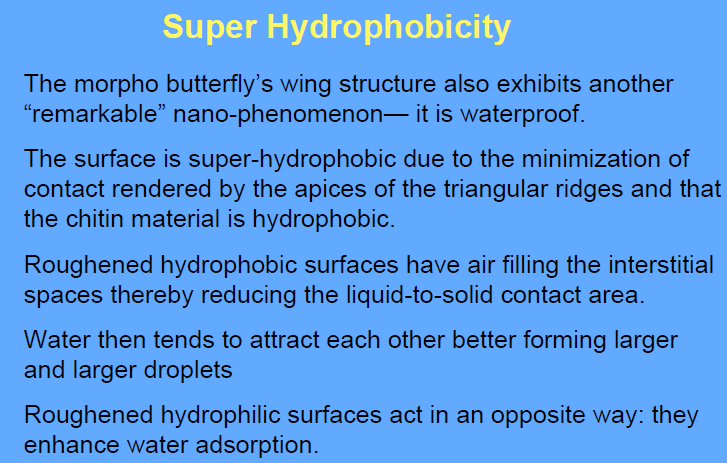 Super Hydrophobicity
The morpho butterfly’s wing structure also exhibits another
“remarkable” nano-phenomenon— it is waterproof.
The surface is super-hydrophobic due to the minimization of
contact rendered by the apices of the triangular ridges and that
the chitin material is hydrophobic.
Roughened hydrophobic surfaces have air filling the interstitial
spaces thereby reducing the liquid-to-solid contact area.
Water then tends to attract each other better forming larger
and larger droplets
Roughened hydrophilic surfaces act in an opposite way: they
enhance water adsorption.